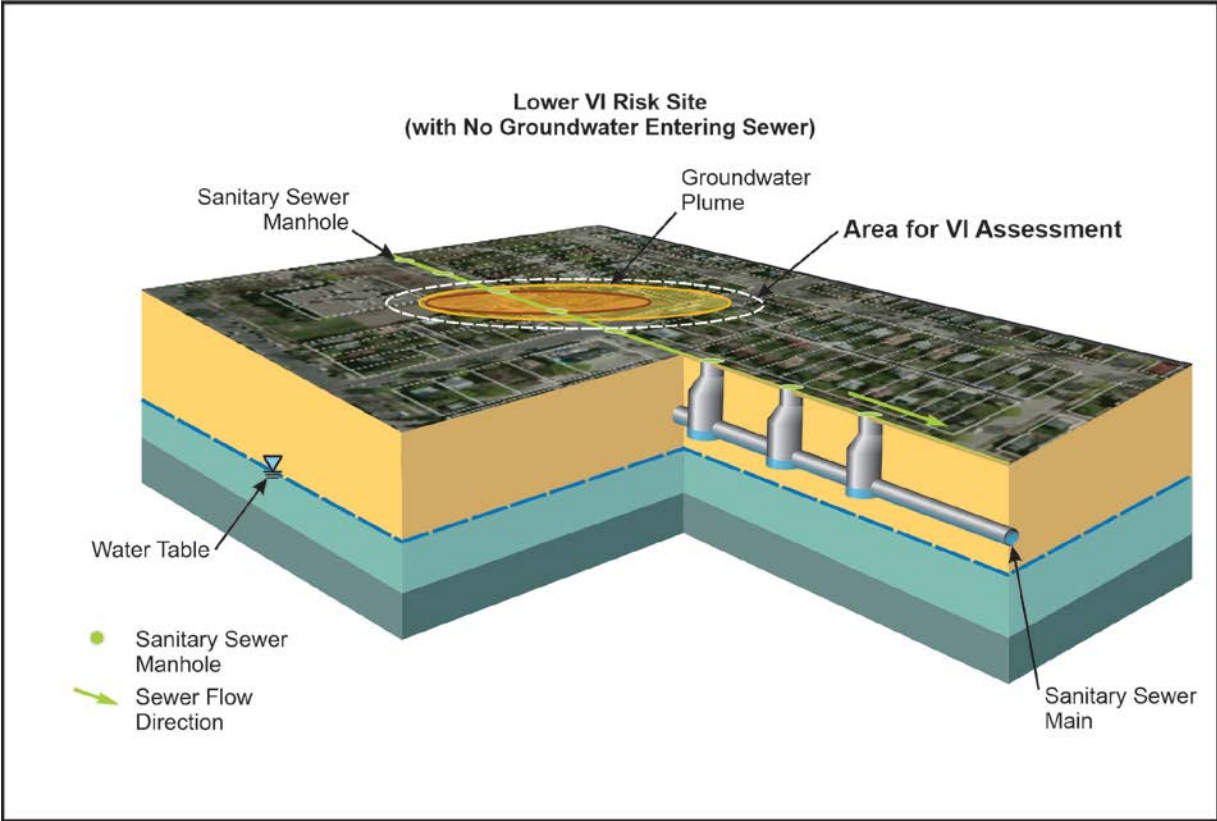 Lower VI Risk Site
(with No Groundwater Entering Sewer)
Sanitary Sewer
Manhole
Groundwater
Plume
Area for VI Assessment
Water Table
Sanitary Sewer
Manhole
Sewer Flow
Direction
Sanitary Sewer
Main